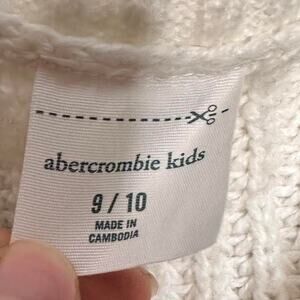 abercrombie kids
9 / 10
MADE IN
CAMBODIA